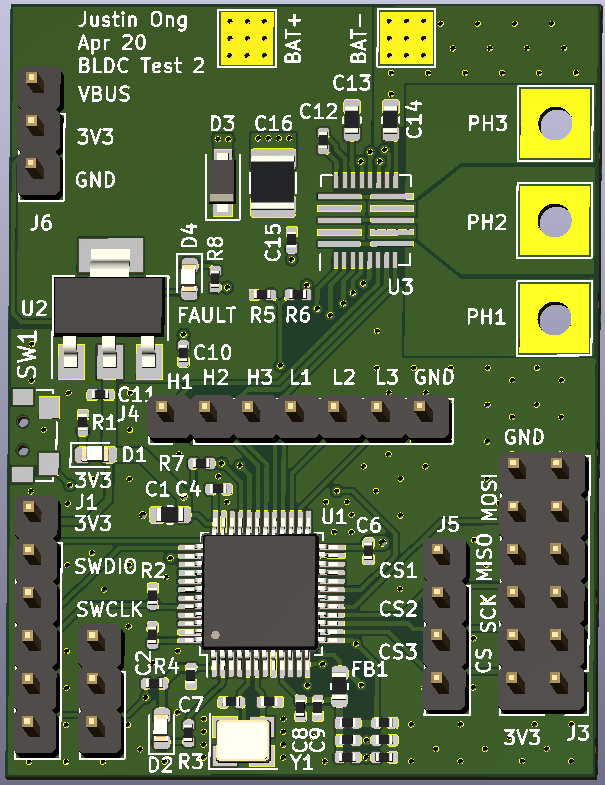 Justin Ong
Apr 20
BLDC Test 2
BAT+
BAT-
VBUS
3V3
GND
J6
D3
C16
C12
C13
C14
PH3
PH2
PH1
C15
D4
R8
FAULT
R5
R6
U3
U2
SW1
C10
C11
J4
H1
H2
H3
L1
L2
L3
GND
R1
D1
3V3
R7
C1
C4
U1
C6
J1
3V3
SWDIO
SWCLK
R2
R4
C7
R3
D2
Y1
C8
C9
FB1
J5
CS1
CS2
CS3
GND
MOSI
MISO
SCK
CS
3V3
J3